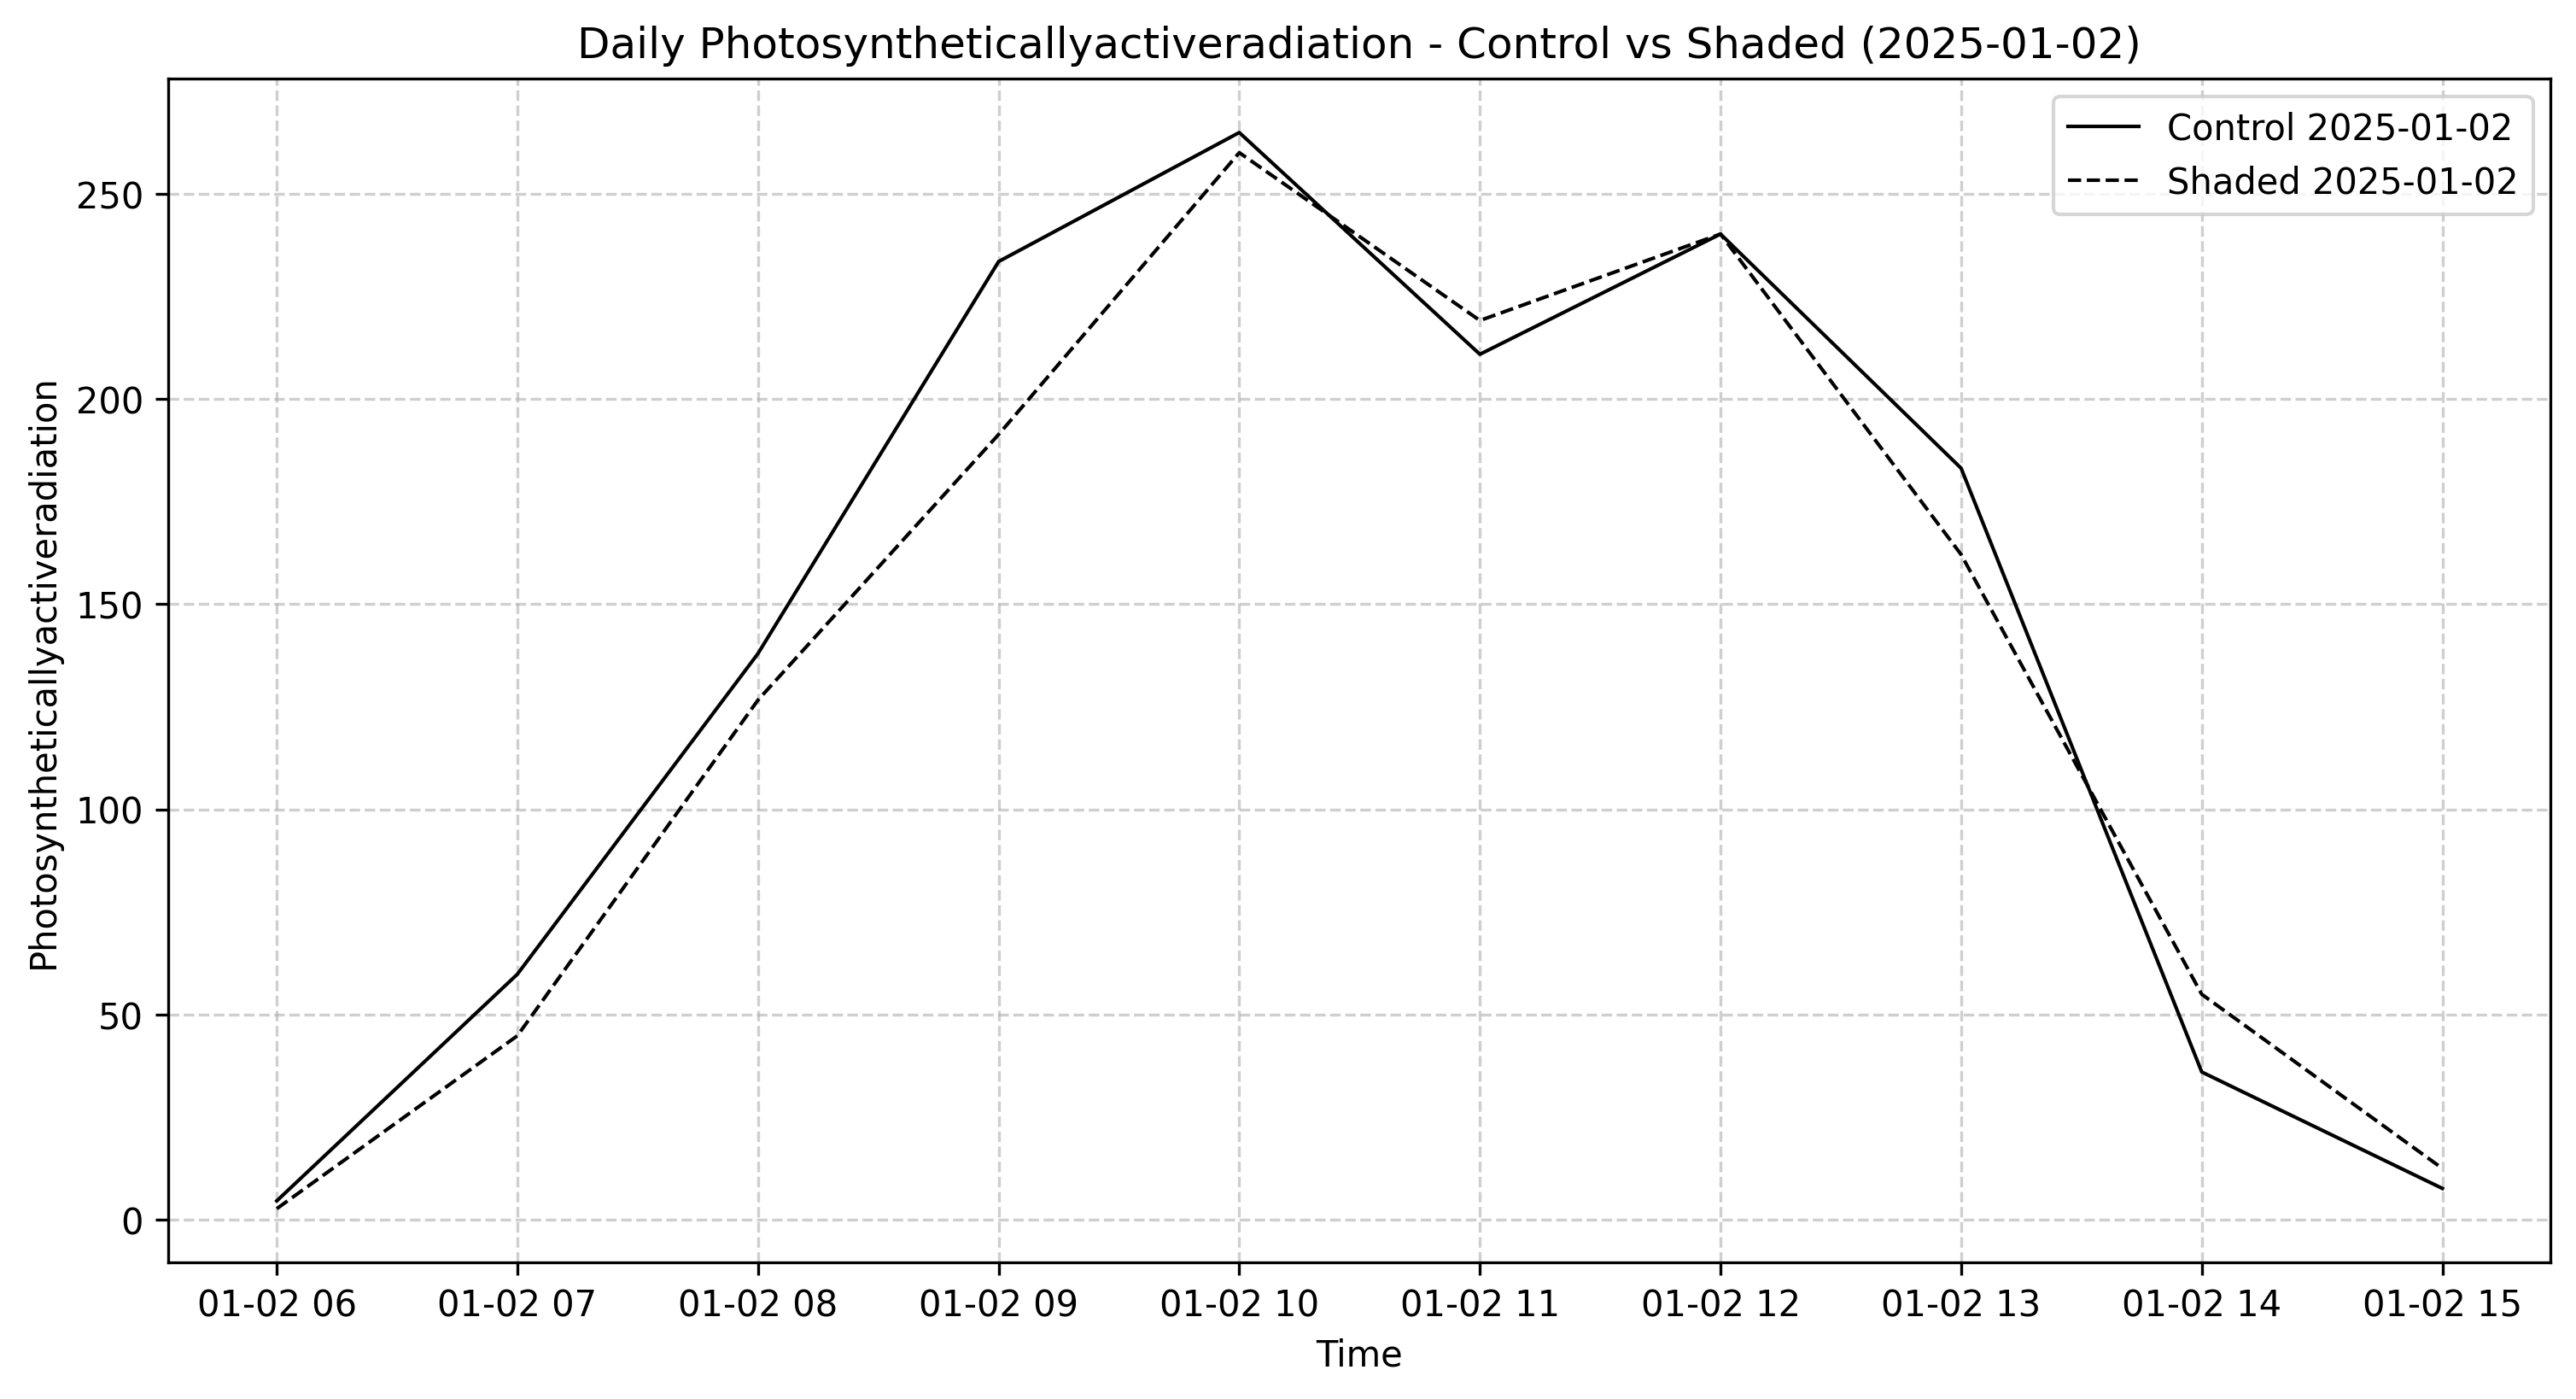 Daily Photosyntheticallyactiveradiation - Control vs Shaded (2025-01-02)
Control 2025-01-02
Shaded 2025-01-02
Photosyntheticallyactiveradiation
250
200
150
100
50
0
01-02 06 01-02 07 01-02 08 01-02 09 01-02 10 01-02 11 01-02 12 01-02 13 01-02 14 01-02 15
Time